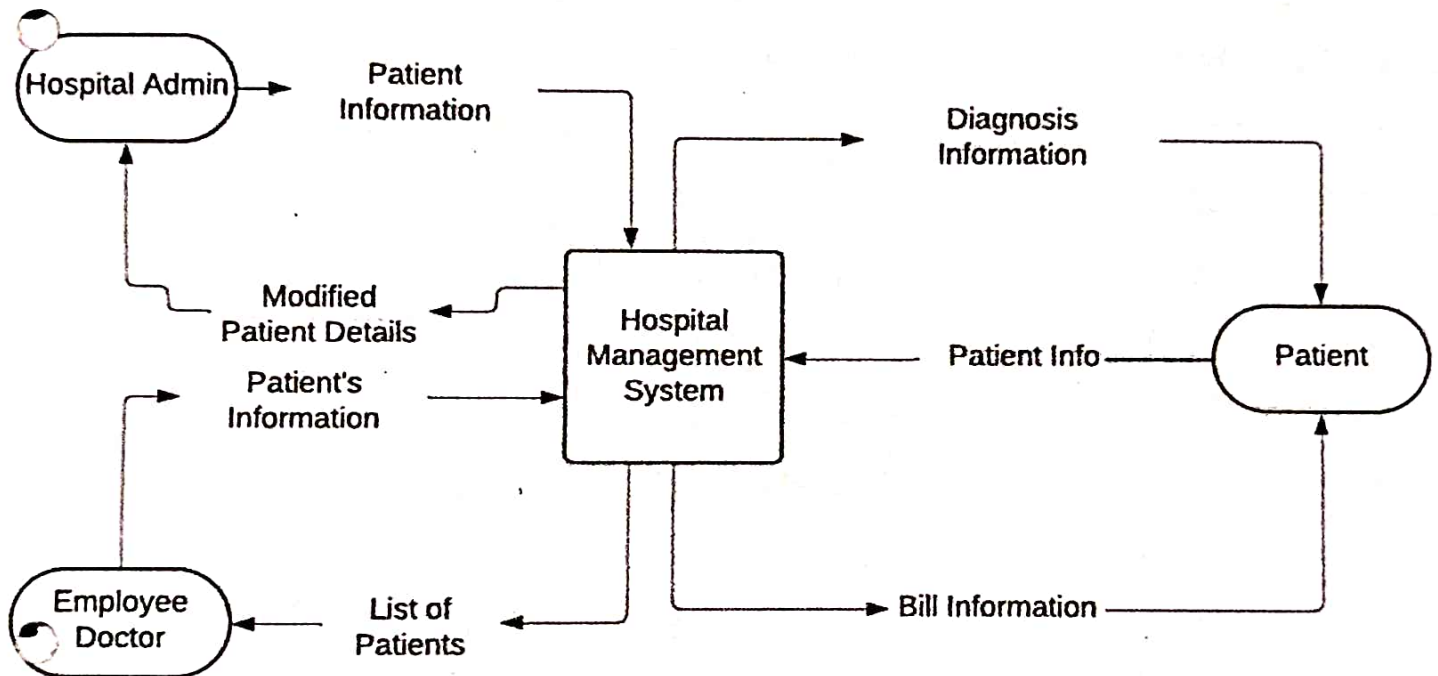 Hospital Admin
Patient
Information
Diagnosis
Information
Modified
Patient Details
Hospital
Management
System
Patient Info
Patient
Patient's
Information
Employee
Doctor
List of
Patients
Bill Information